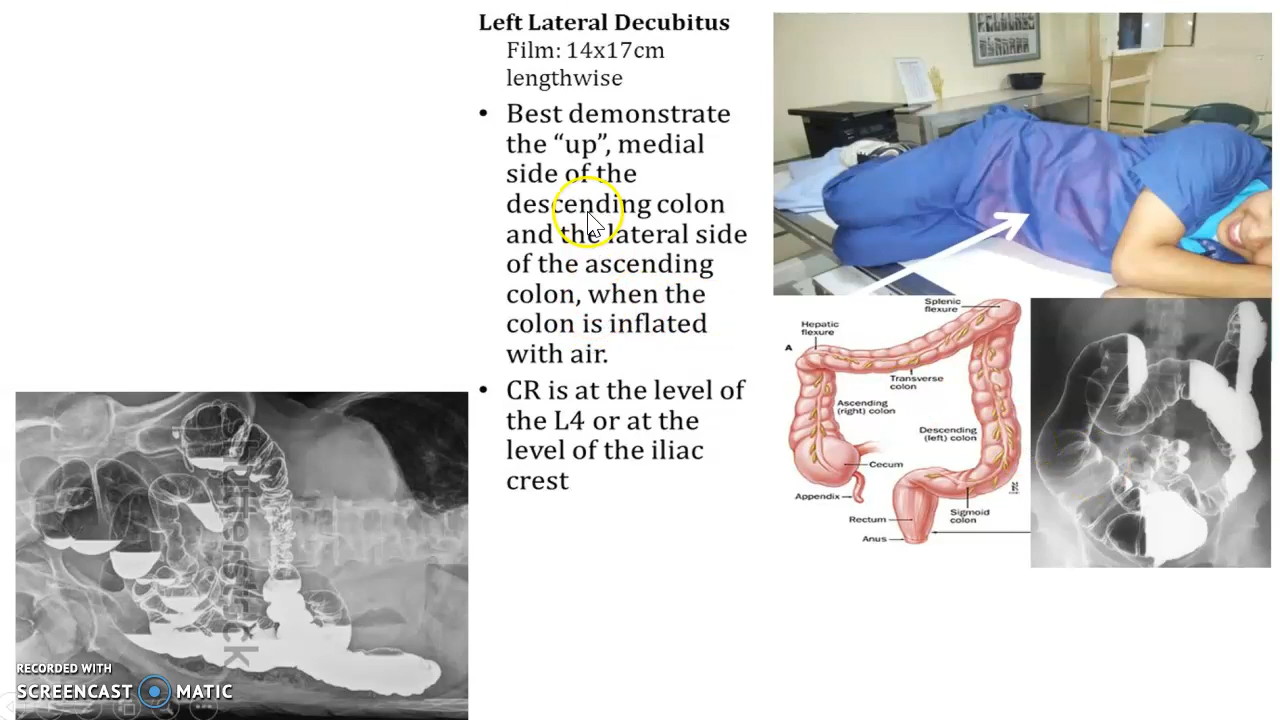 Left Lateral Decubitus
Film: 14x17cm
lengthwise
• Best demonstrate
the “up”, medial
side of the
descending colon
and the lateral side
of the ascending
colon, when the
colon is inflated
with air.
• CR is at the level of
the L4 or at the
level of the iliac
crest
A
Splenic
flexure
Hepatic
flexure
Transverse
colon
Ascending
(right) colon
Descending
(left) colon
Cecum
Appendix
Sigmoid
colon
Rectum
Anus
shutterstock
RECORDED WITH
SCREENCAST MATIC